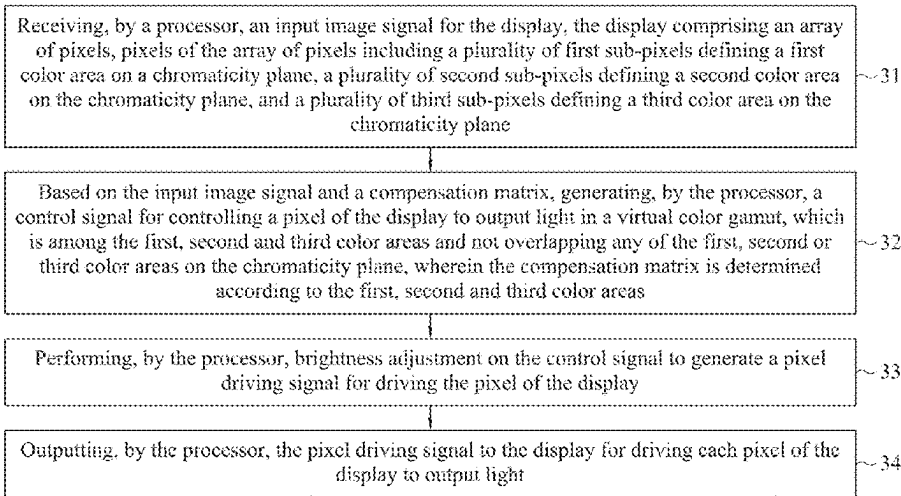 Receiving, by a processor, an input image signal for the display, the display comprising an array
of pixels, pixels of the array of pixels including a plurality of first sub-pixels defining a first
color area on a chromaticity plane, a plurality of second sub-pixels defining a second color area
on the chromaticity plane, and a plurality of third sub-pixels defining a third color area on the
chromaticity plane
31
Based on the input image signal and a compensation matrix, generating, by the processor, a
control signal for controlling a pixel of the display to output light in a virtual color gamut, which
is among the first, second and third color areas and not overlapping any of the first, second or
third color areas on the chromaticity plane, wherein the compensation matrix is determined
according to the first, second and third color areas
32
Performing, by the processor, brightness adjustment on the control signal to generate a pixel
driving signal for driving the pixel of the display
33
Outputting, by the processor, the pixel driving signal to the display for driving each pixel of the
display to output light
34